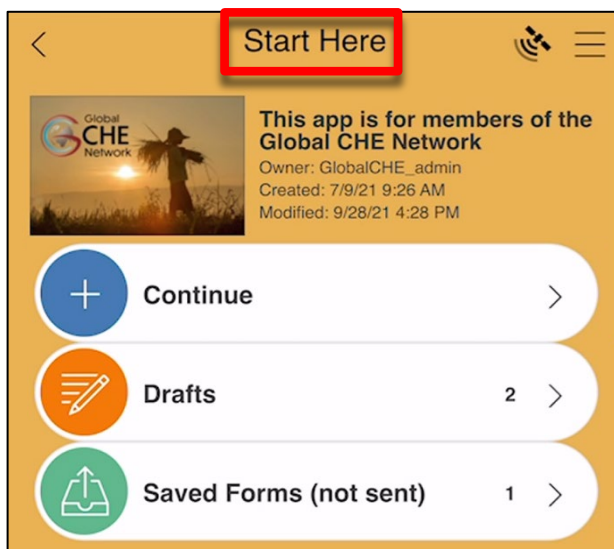 Start Here
Global
CHE
Network
This app is for members of the
Global CHE Network
Owner: GlobalCHE_admin
Created: 7/9/21 9:26 AM
Modified: 9/28/21 4:28 PM
Continue
Drafts 2
Saved Forms (not sent) 1